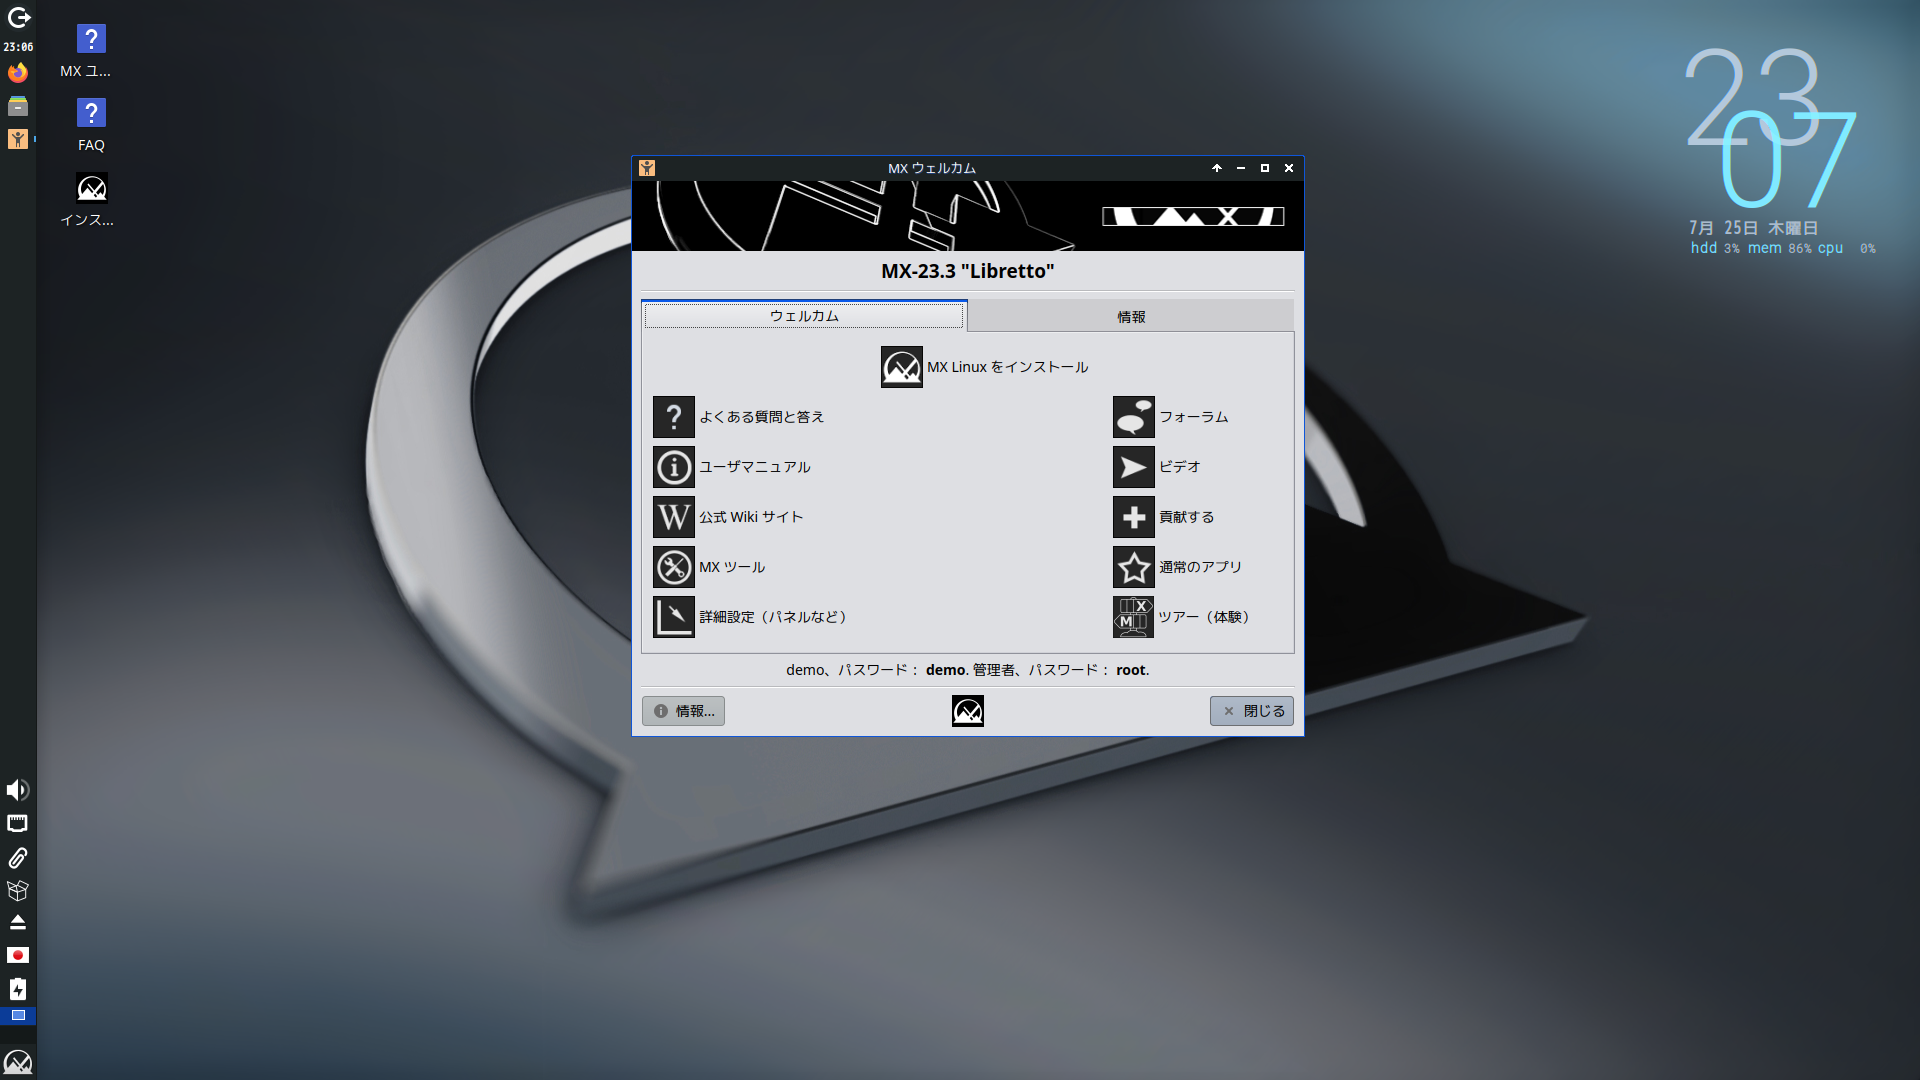 23:06
MX ユ...
FAQ
インス...
23
07
7月 25日 木曜日
hdd 3% mem 86% cpu 0%
MX ウェルカム
MX-23.3 "Libretto"
ウェルカム
情報
MX Linux をインストール
よくある質問と答え
フォーラム
ユーザマニュアル
ビデオ
公式 Wiki サイト
貢献する
MX ツール
通常のアプリ
詳細設定（パネルなど）
ツアー（体験）
demo、パスワード： demo. 管理者、パスワード： root.
情報...
閉じる